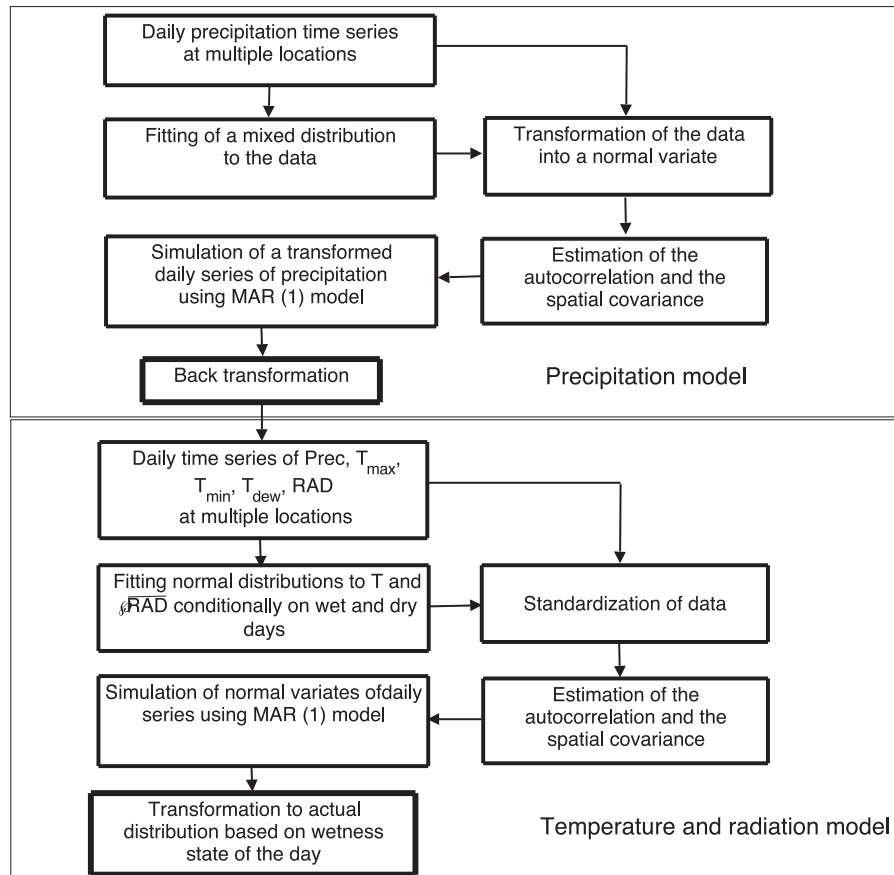 Daily precipitation time series
at multiple locations
Fitting of a mixed distribution
to the data
Transformation of the data
into a normal variate
Simulation of a transformed
daily series of precipitation
using MAR (1) model
Estimation of the
autocorrelation and the
spatial covariance
Back transformation
Precipitation model
Daily time series of Prec, Tmax,
Tmin, Tdew, RAD
at multiple locations
Fitting normal distributions to T and
℘RAD conditionally on wet and dry
days
Standardization of data
Simulation of normal variates ofdaily
series using MAR (1) model
Estimation of the
autocorrelation and the
spatial covariance
Transformation to actual
distribution based on wetness
state of the day
Temperature and radiation model